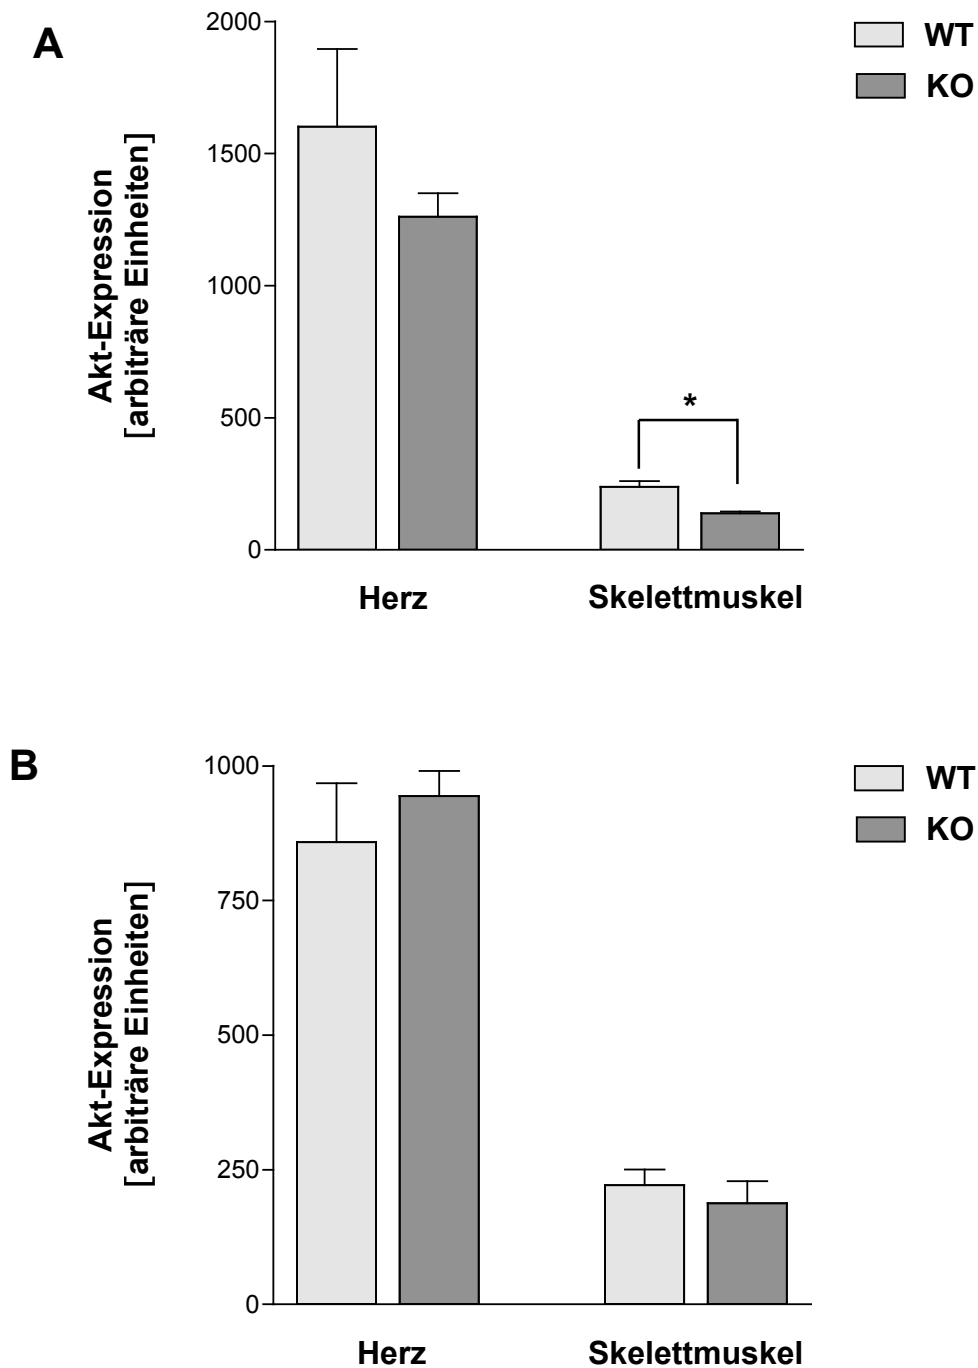 A
WT
KO
Akt-Expression
[arbiträre Einheiten]
2000
1500
1000
500
0
*
Herz
Skelettmuskel
B
WT
KO
Akt-Expression
[arbiträre Einheiten]
1000
750
500
250
0
Herz
Skelettmuskel